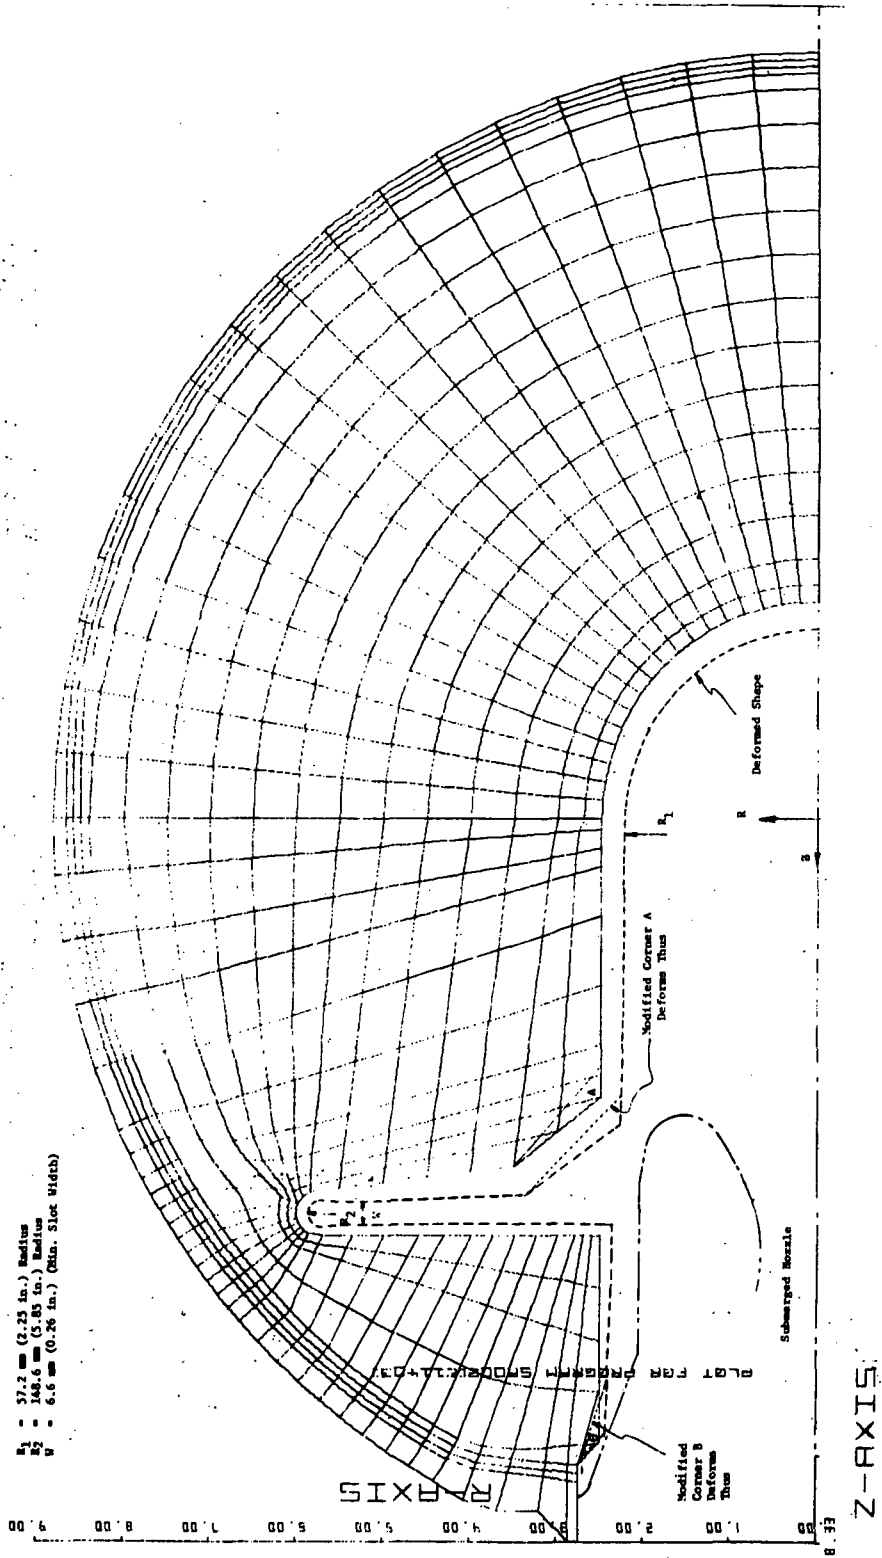 R1 = 57.2 mm (2.25 in.) Radius
R2 = 148.6 mm (5.85 in.) Radius
W = 6.6 mm (0.26 in.) (Min. Slot Width)
R2
W
A
Modified Corner A
Deforms Thus
R1
Deformed Shape
R
Submerged Nozzle
B
Modified
Corner B
Deforms
Thus
PLOT FOR
R-AXIS
9.00
8.00
7.00
6.00
5.00
4.00
2.00
1.00
Z-AXIS